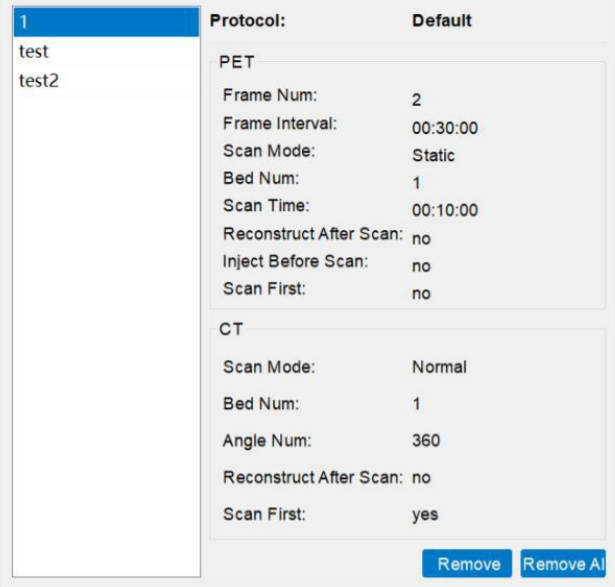 1
test
test2
Protocol: Default
PET
Frame Num: 2
Frame Interval: 00:30:00
Scan Mode: Static
Bed Num: 1
Scan Time: 00:10:00
Reconstruct After Scan: no
Inject Before Scan: no
Scan First: no
CT
Scan Mode: Normal
Bed Num: 1
Angle Num: 360
Reconstruct After Scan: no
Scan First: yes
Remove Remove Al